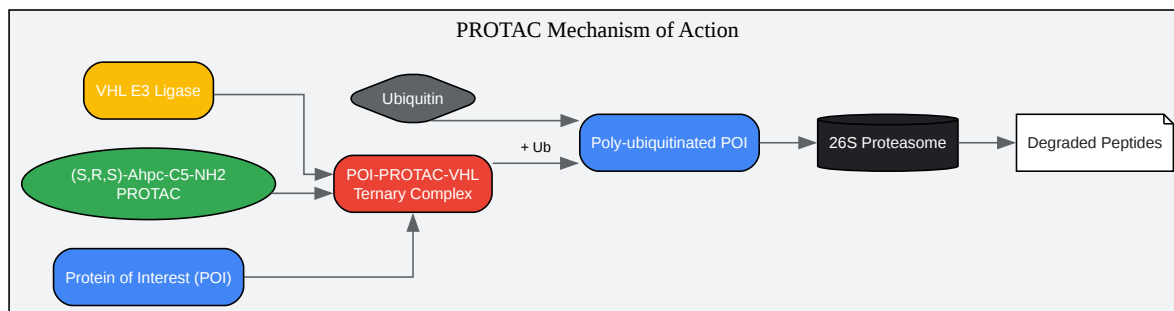 PROTAC Mechanism of Action
VHL E3 Ligase
Ubiquitin
(S,R,S)-Ahpc-C5-NH2
PROTAC
Protein of Interest (POI)
POI-PROTAC-VHL
Ternary Complex
+ Ub
Poly-ubiquitinated POI
26S Proteasome
Degraded Peptides